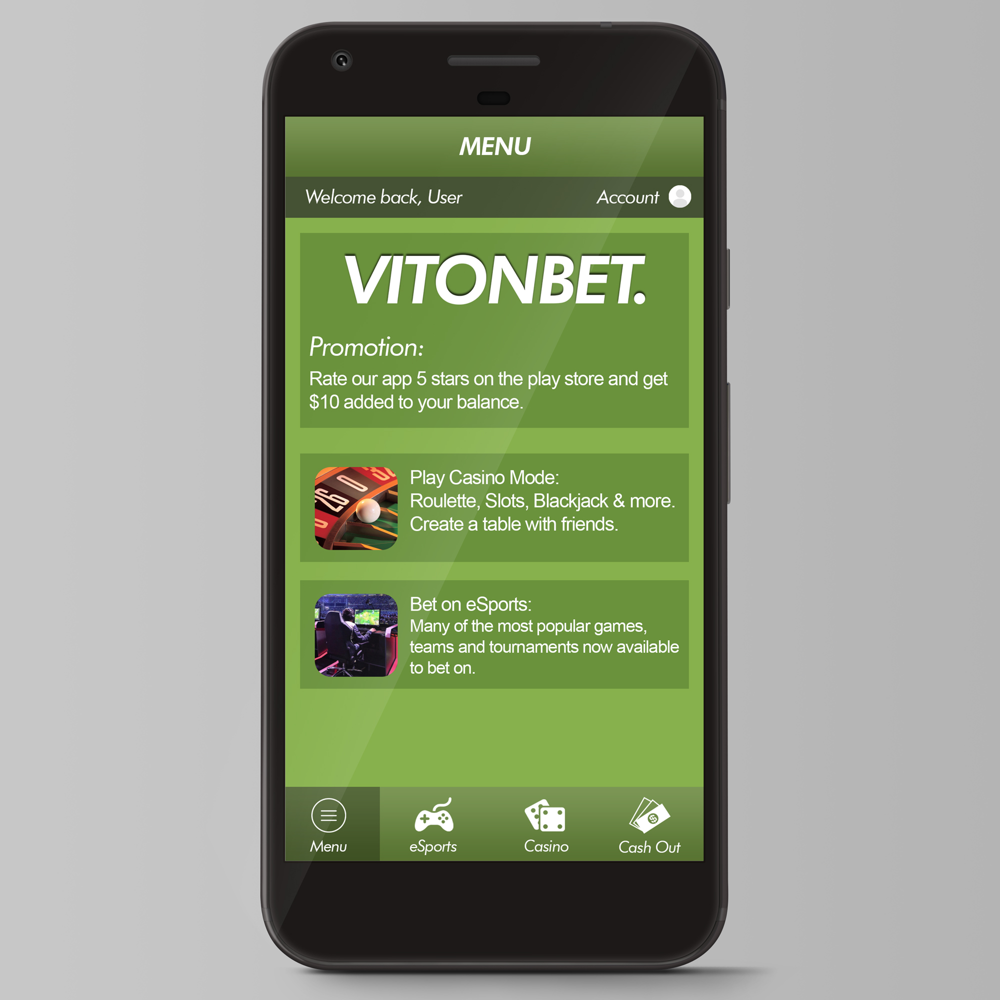 MENU
Welcome back, User
Account
VITONBET.
Promotion:
Rate our app 5 stars on the play store and get
$10 added to your balance.
Play Casino Mode:
Roulette, Slots, Blackjack & more.
Create a table with friends.
0
26
Bet on eSports:
Many of the most popular games,
teams and tournaments now available
to bet on.
Menu
eSports
Casino
$
Cash Out